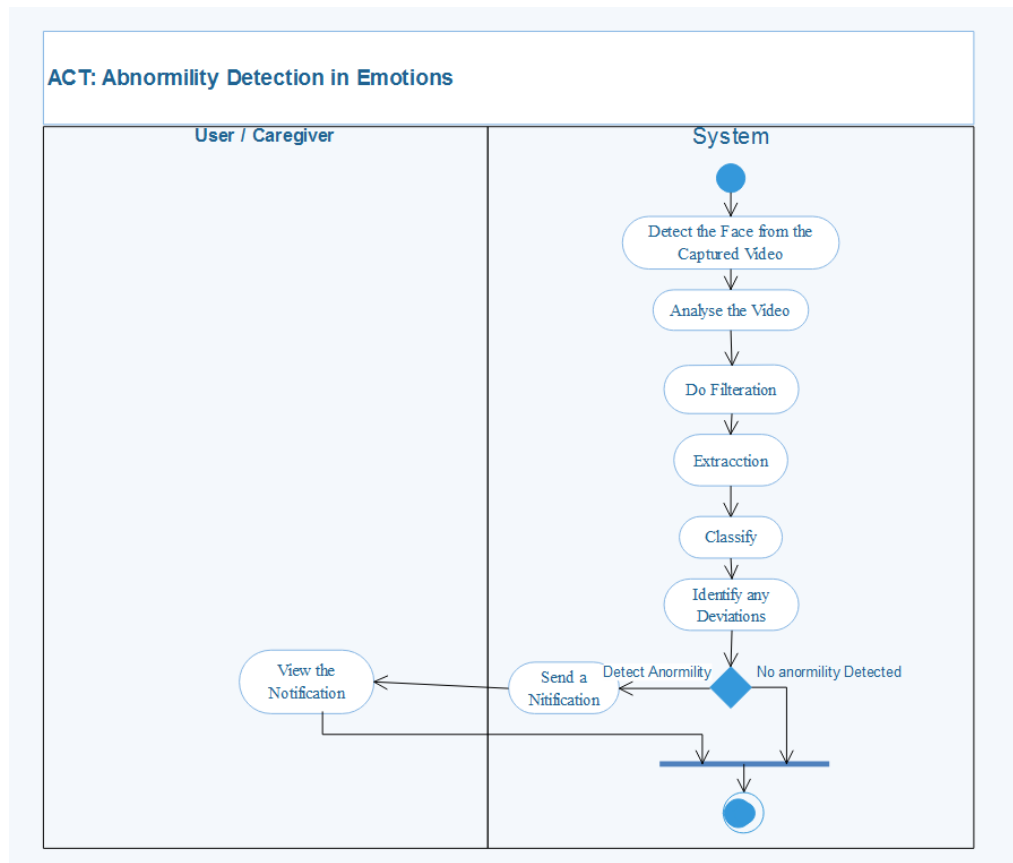 ACT: Abnormility Detection in Emotions
User / Caregiver
System
Detect the Face from the
Captured Video
Analyse the Video
Do Filteration
Extracction
Classify
Identify any
Deviations
Detect Anormility
No anormility Detected
Send a
Nitification
View the
Notification